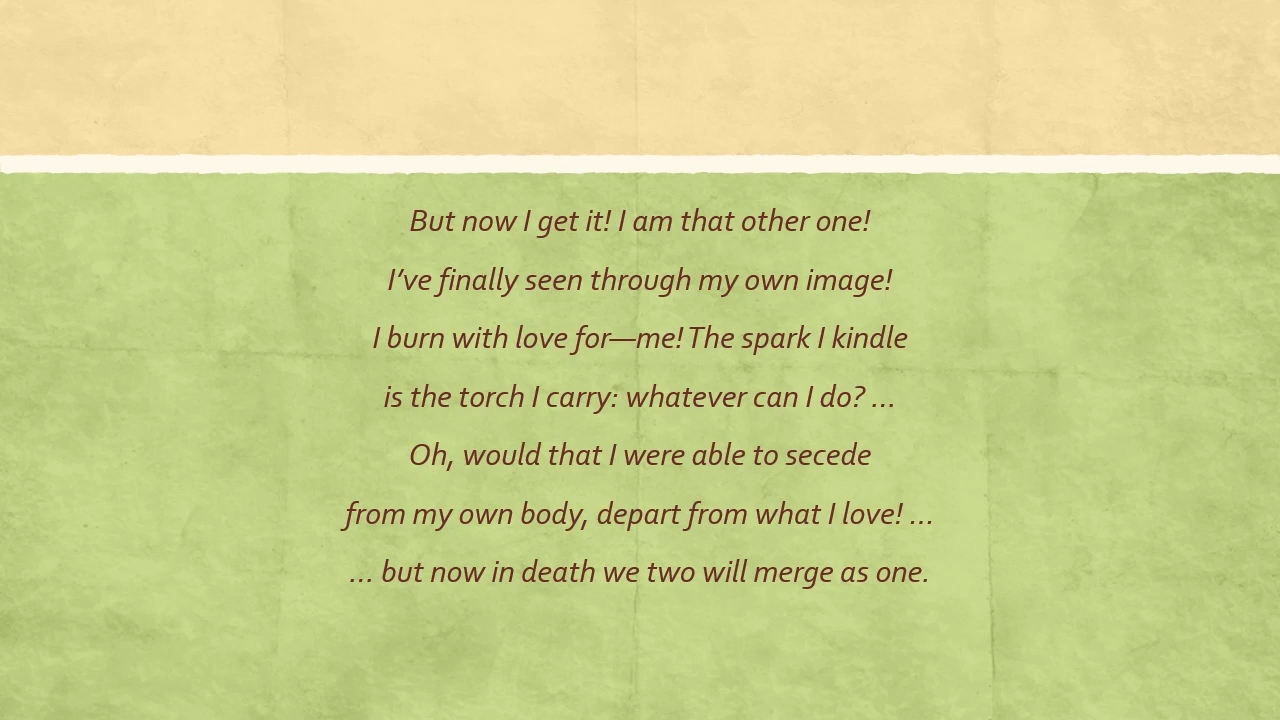 But now I get it! I am that other one!
I’ve finally seen through my own image!
I burn with love for—me! The spark I kindle
is the torch I carry: whatever can I do? …
Oh, would that I were able to secede
from my own body, depart from what I love! …
… but now in death we two will merge as one.